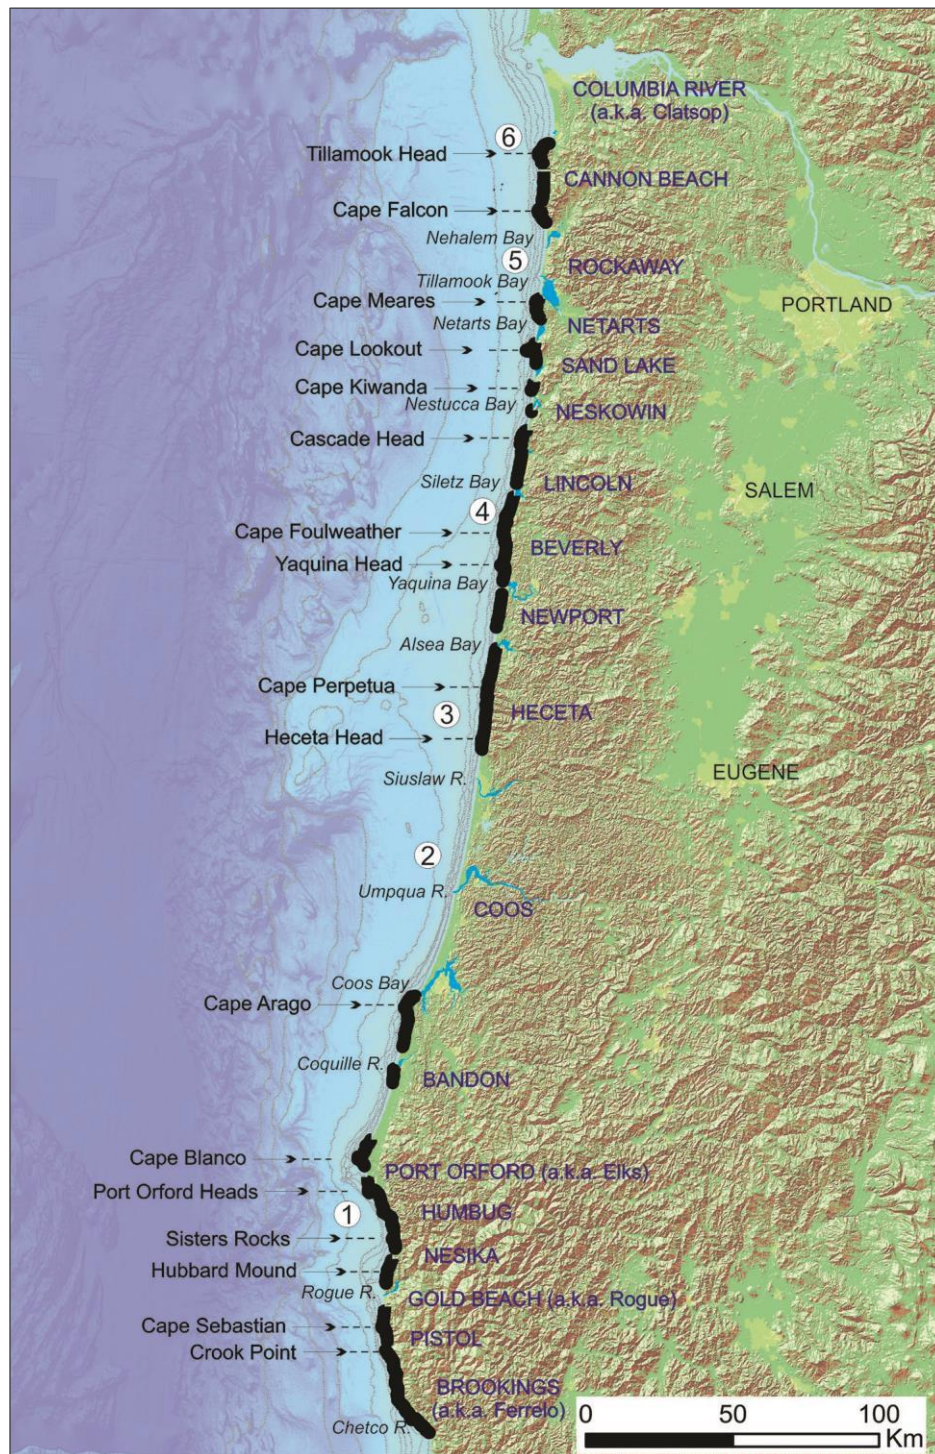 COLUMBIA RIVER
(a.k.a. Clatsop)
6
Tillamook Head
CANNON BEACH
Cape Falcon
Nehalem Bay
5
ROCKAWAY
Tillamook Bay
Cape Meares
PORTLAND
Netarts Bay
NETARTS
Cape Lookout
SAND LAKE
Cape Kiwanda
Nestucca Bay
NESKOWIN
Cascade Head
Siletz Bay
LINCOLN
SALEM
4
Cape Foulweather
BEVERLY
Yaquina Head
Yaquina Bay
NEWPORT
Alsea Bay
Cape Perpetua
3
HECETA
Heceta Head
EUGENE
Siuslaw R.
2
Umpqua R.
COOS
Coos Bay
Cape Arago
Coquille R.
BANDON
Cape Blanco
PORT ORFORD (a.k.a. Elks)
Port Orford Heads
1
HUMBUG
Sisters Rocks
NESIKA
Hubbard Mound
Rogue R.
GOLD BEACH (a.k.a. Rogue)
Cape Sebastian
PISTOL
Crook Point
BROOKINGS
(a.k.a. Ferrelo)
Chetco R.
0 50 100
Km